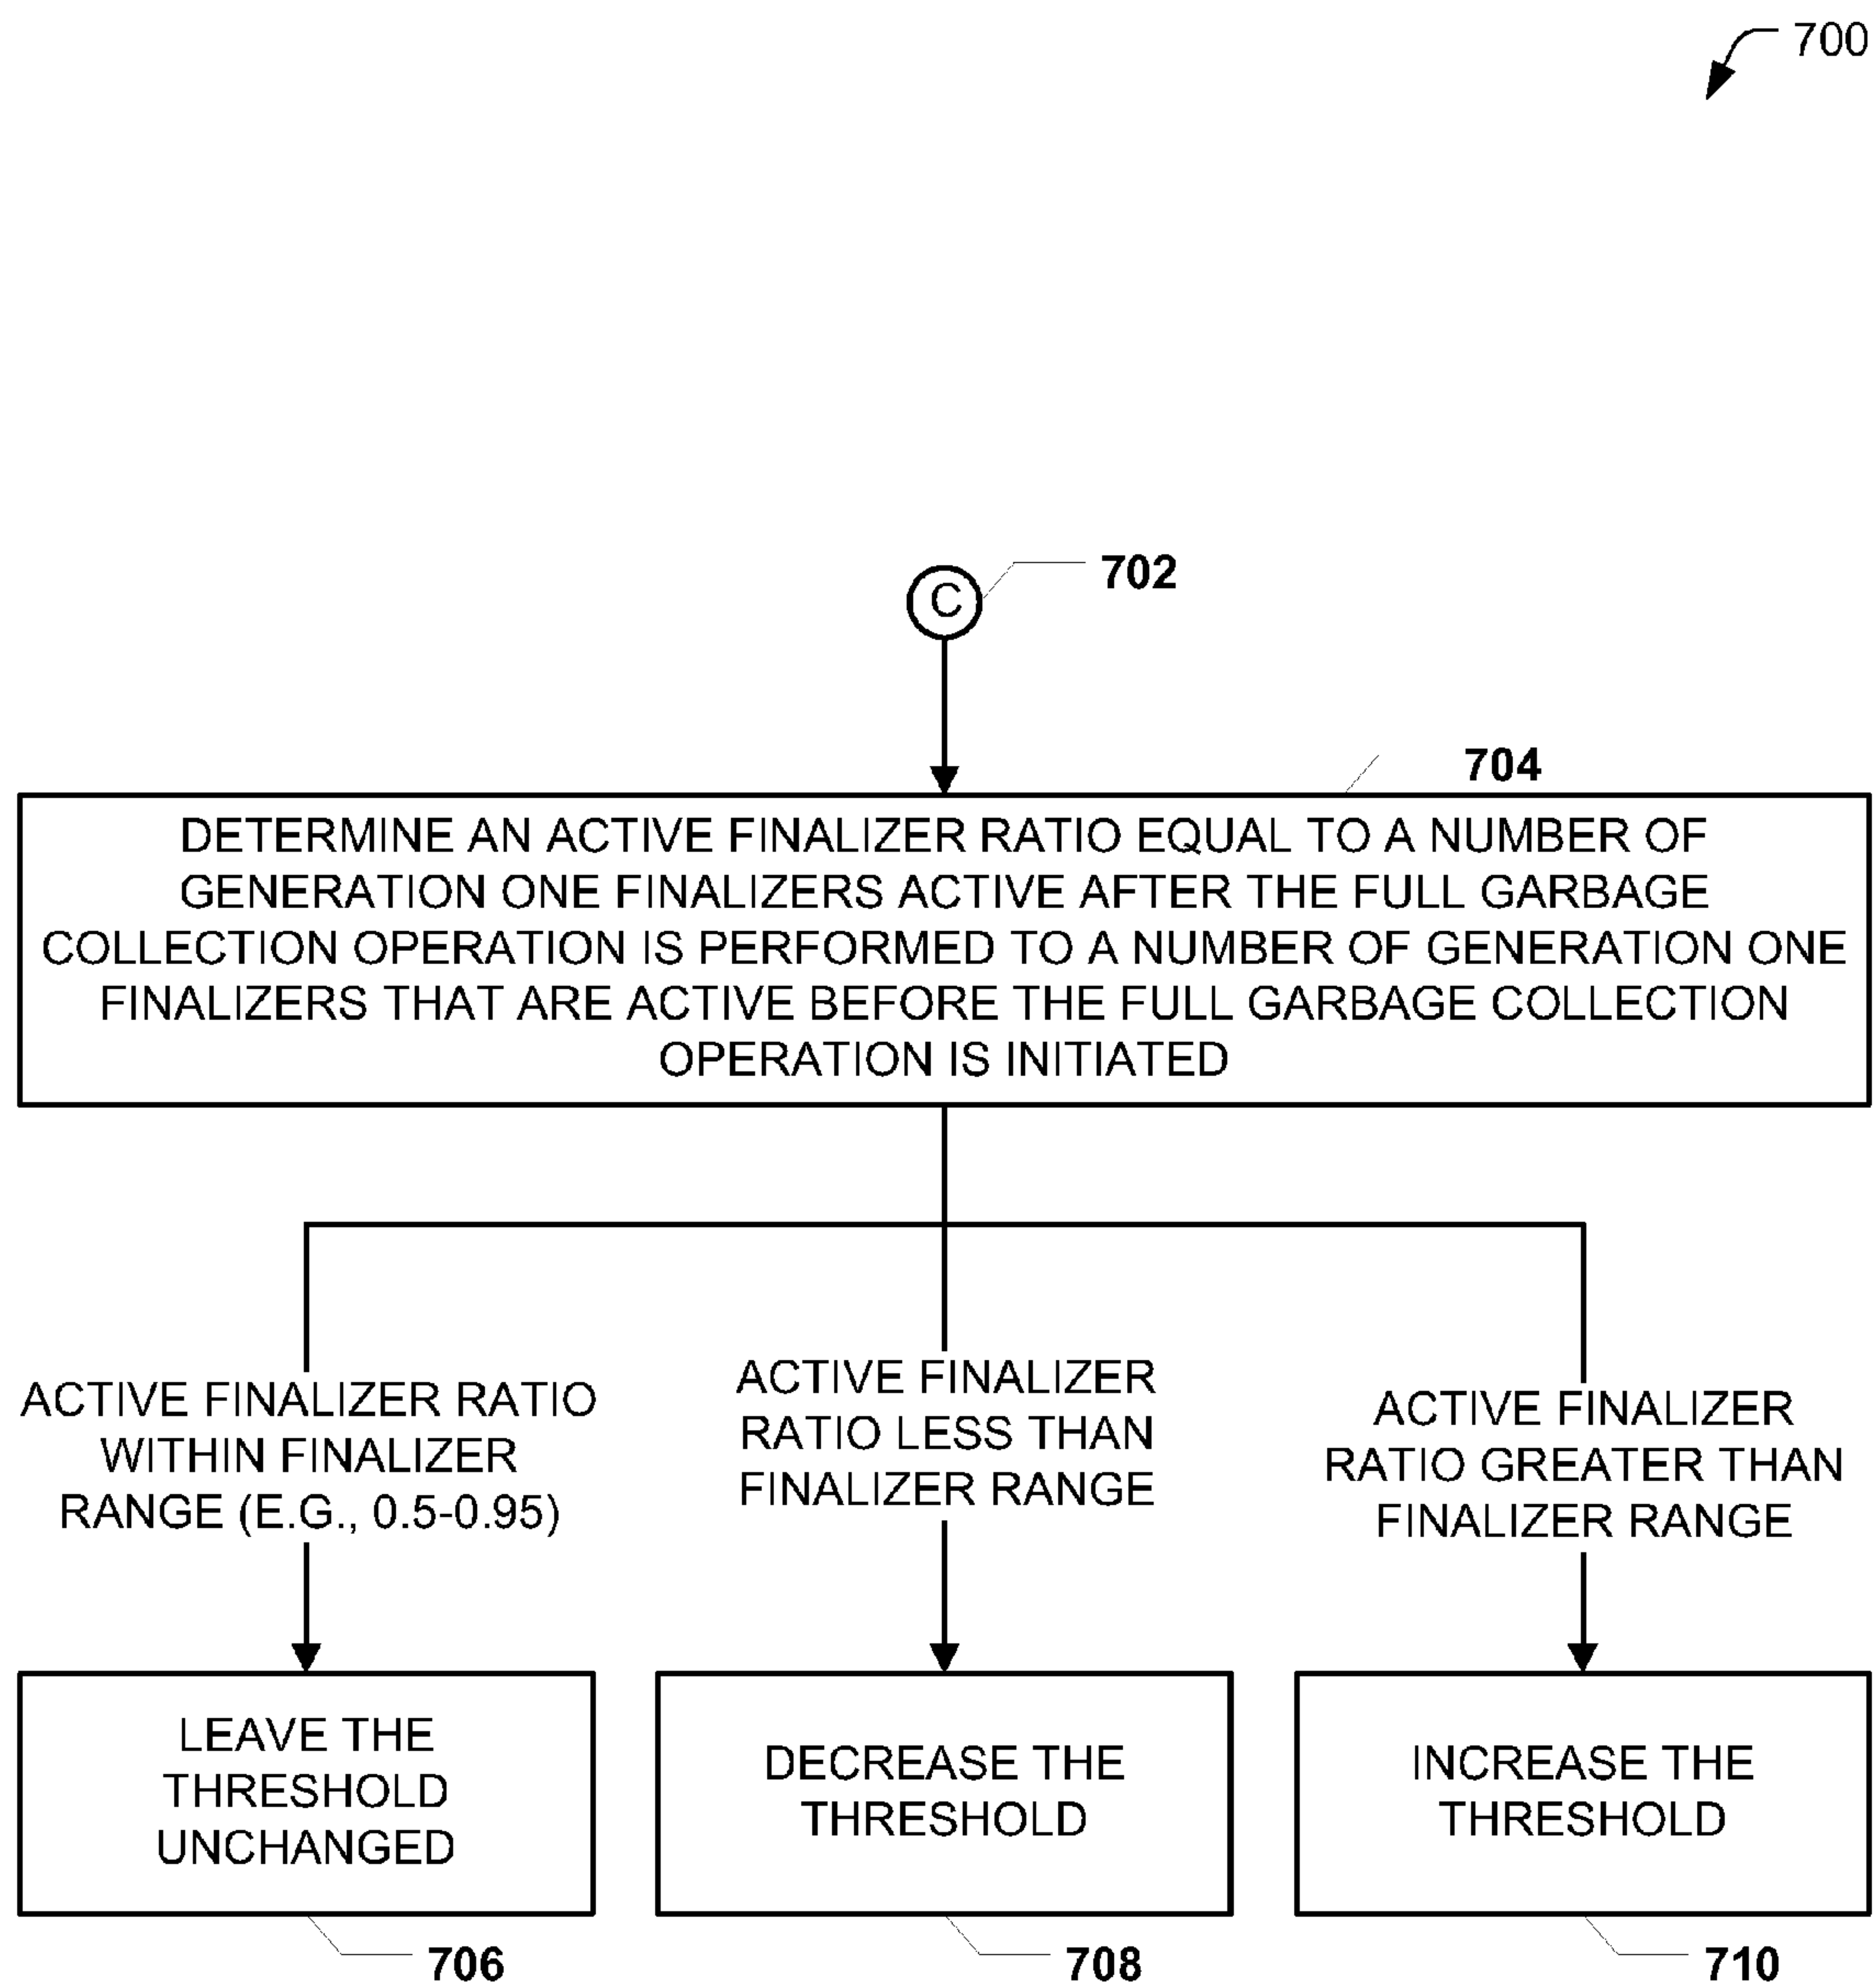 700
C
702
704
DETERMINE AN ACTIVE FINALIZER RATIO EQUAL TO A NUMBER OF
GENERATION ONE FINALIZERS ACTIVE AFTER THE FULL GARBAGE
COLLECTION OPERATION IS PERFORMED TO A NUMBER OF GENERATION ONE
FINALIZERS THAT ARE ACTIVE BEFORE THE FULL GARBAGE COLLECTION
OPERATION IS INITIATED
ACTIVE FINALIZER RATIO
WITHIN FINALIZER
RANGE (E.G., 0.5-0.95)
ACTIVE FINALIZER
RATIO LESS THAN
FINALIZER RANGE
ACTIVE FINALIZER
RATIO GREATER THAN
FINALIZER RANGE
LEAVE THE
THRESHOLD
UNCHANGED
DECREASE THE
THRESHOLD
INCREASE THE
THRESHOLD
706
708
710